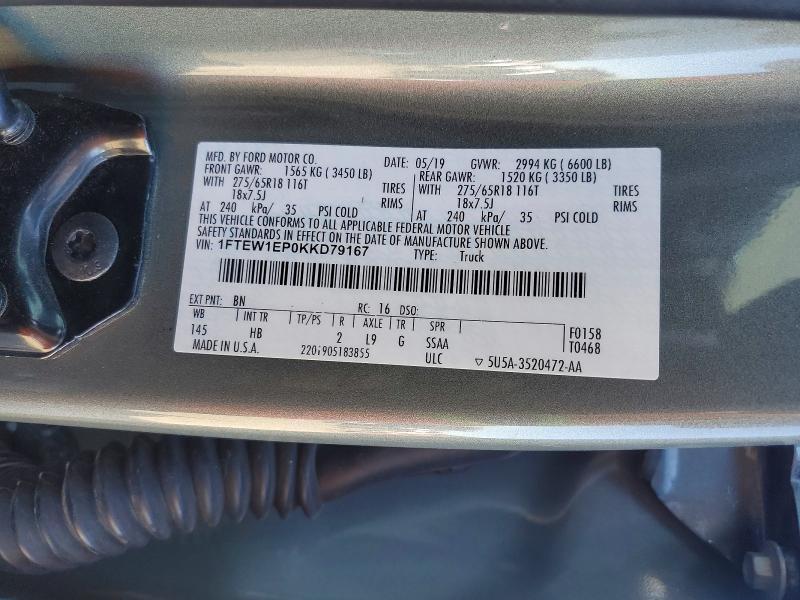 MFD. BY FORD MOTOR CO. DATE: 05/19 GVWR: 2994 KG ( 6600 LB)
FRONT GAWR: 1565 KG ( 3450 LB) REAR GAWR: 1520 KG ( 3350 LB)
WITH 275/65R18 116T TIRES WITH 275/65R18 116T TIRES
18x7.5J RIMS 18x7.5J RIMS
AT 240 kPa/ 35 PSI COLD AT 240 kPa/ 35 PSI COLD
THIS VEHICLE CONFORMS TO ALL APPLICABLE FEDERAL MOTOR VEHICLE
SAFETY STANDARDS IN EFFECT ON THE DATE OF MANUFACTURE SHOWN ABOVE.
VIN: 1FTEW1EP0KKD79167 TYPE: Truck
EXT PNT: BN RC: 16 DSO:
WB INT TR TP/PS R AXLE TR SPR F0158
145 HB 2 L9 G SSAA T0468
MADE IN U.S.A. 220i905183855 ULC ▽ 5U5A-3520472-AA